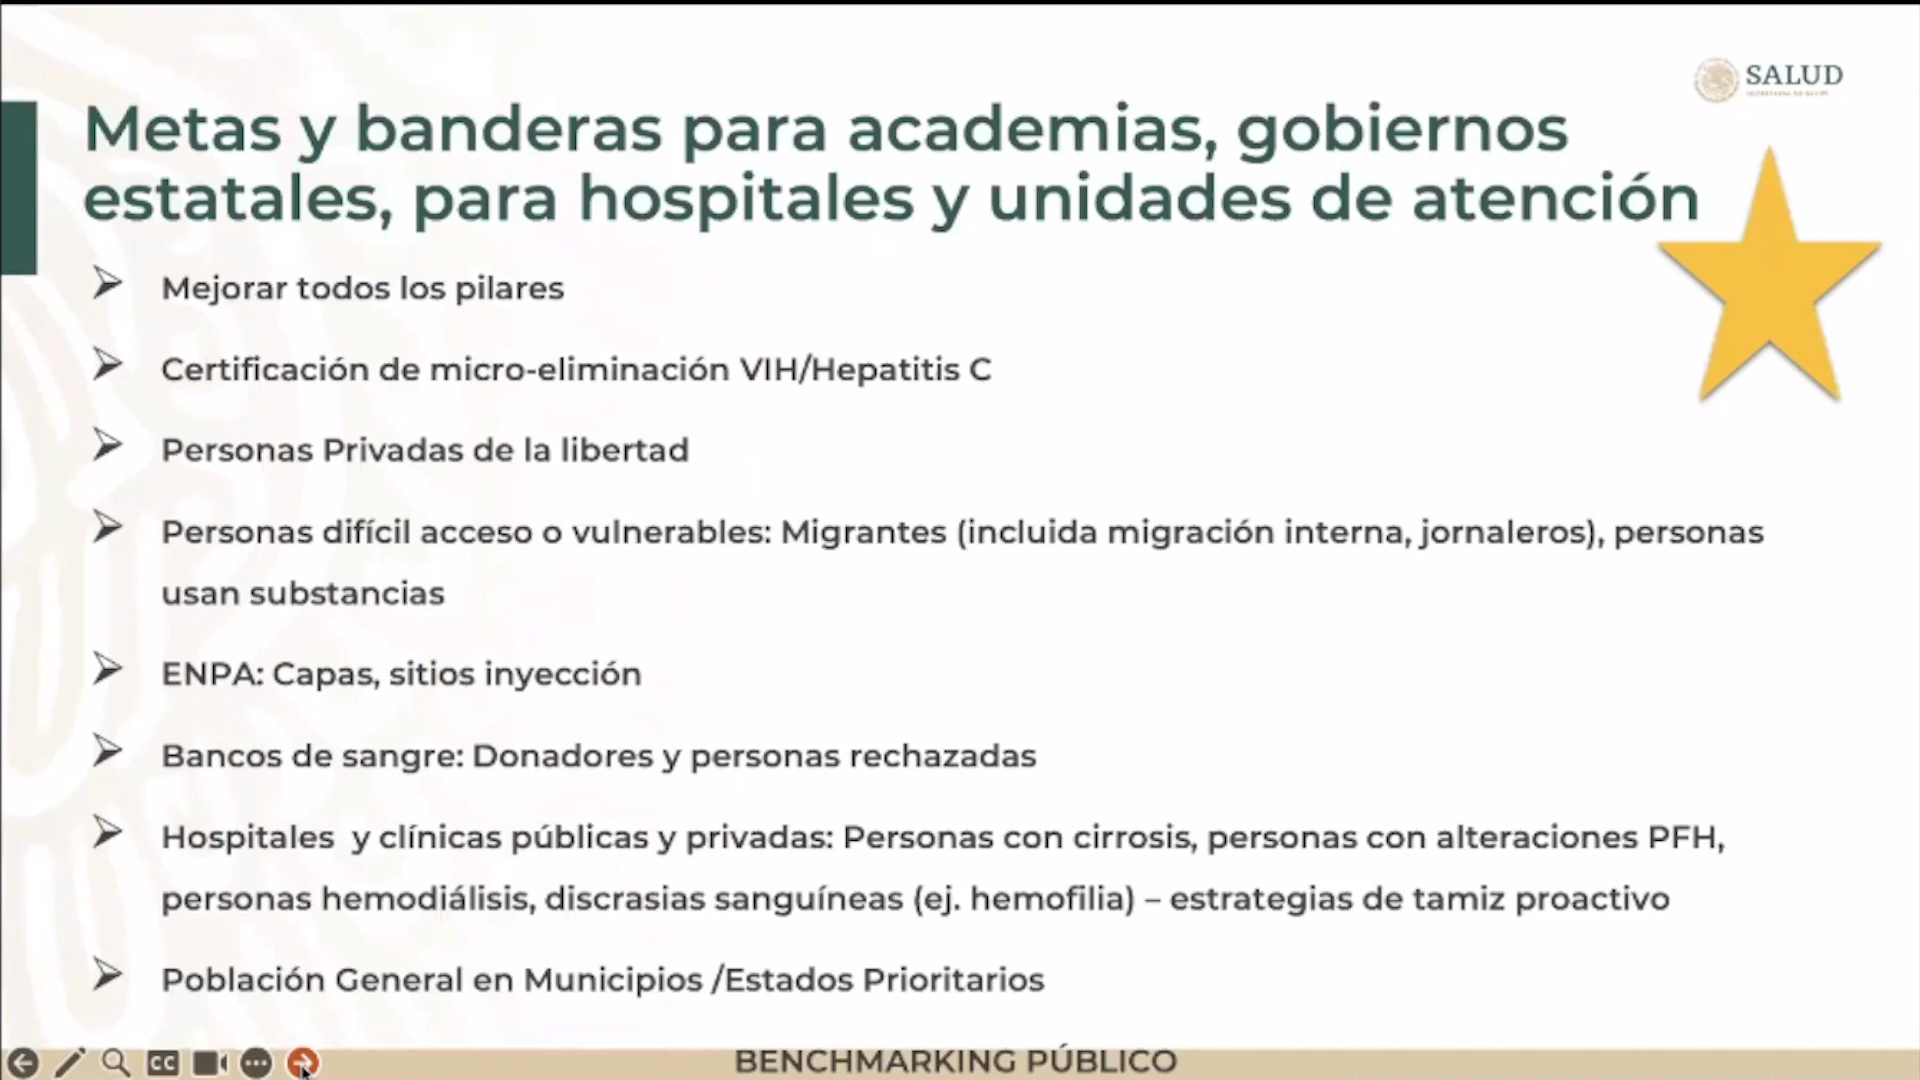 SALUD
Metas y banderas para academias, gobiernos
estatales, para hospitales y unidades de atención
Mejorar todos los pilares
Certificación de micro-eliminación VIH/Hepatitis C
Personas Privadas de la libertad
Personas difícil acceso o vulnerables: Migrantes (incluida migración interna, jornaleros), personas
usan substancias
ENPA: Capas, sitios inyección
Bancos de sangre: Donadores y personas rechazadas
Hospitales y clínicas públicas y privadas: Personas con cirrosis, personas con alteraciones PFH,
personas hemodiálisis, discrasias sanguíneas (ej. hemofilia) – estrategias de tamiz proactivo
Población General en Municipios /Estados Prioritarios
CC
BENCHMARKING PÚBLICO